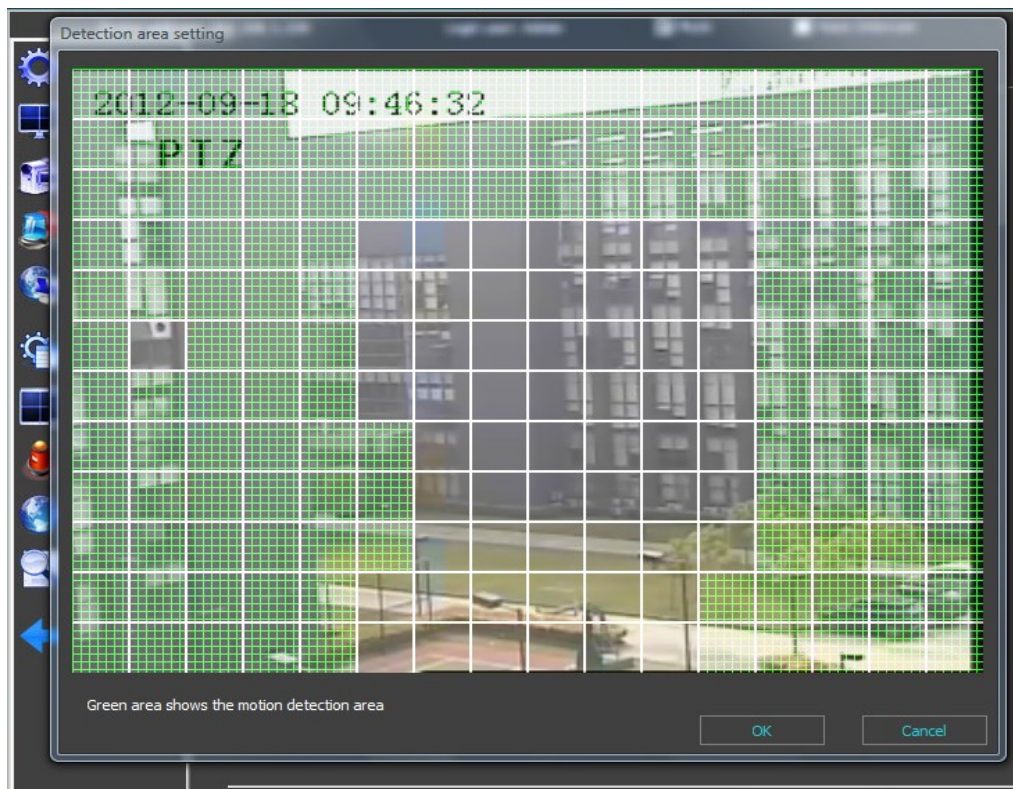 Detection area setting
2012-09-18 09:46:32
PTZ
Green area shows the motion detection area
OK
Cancel